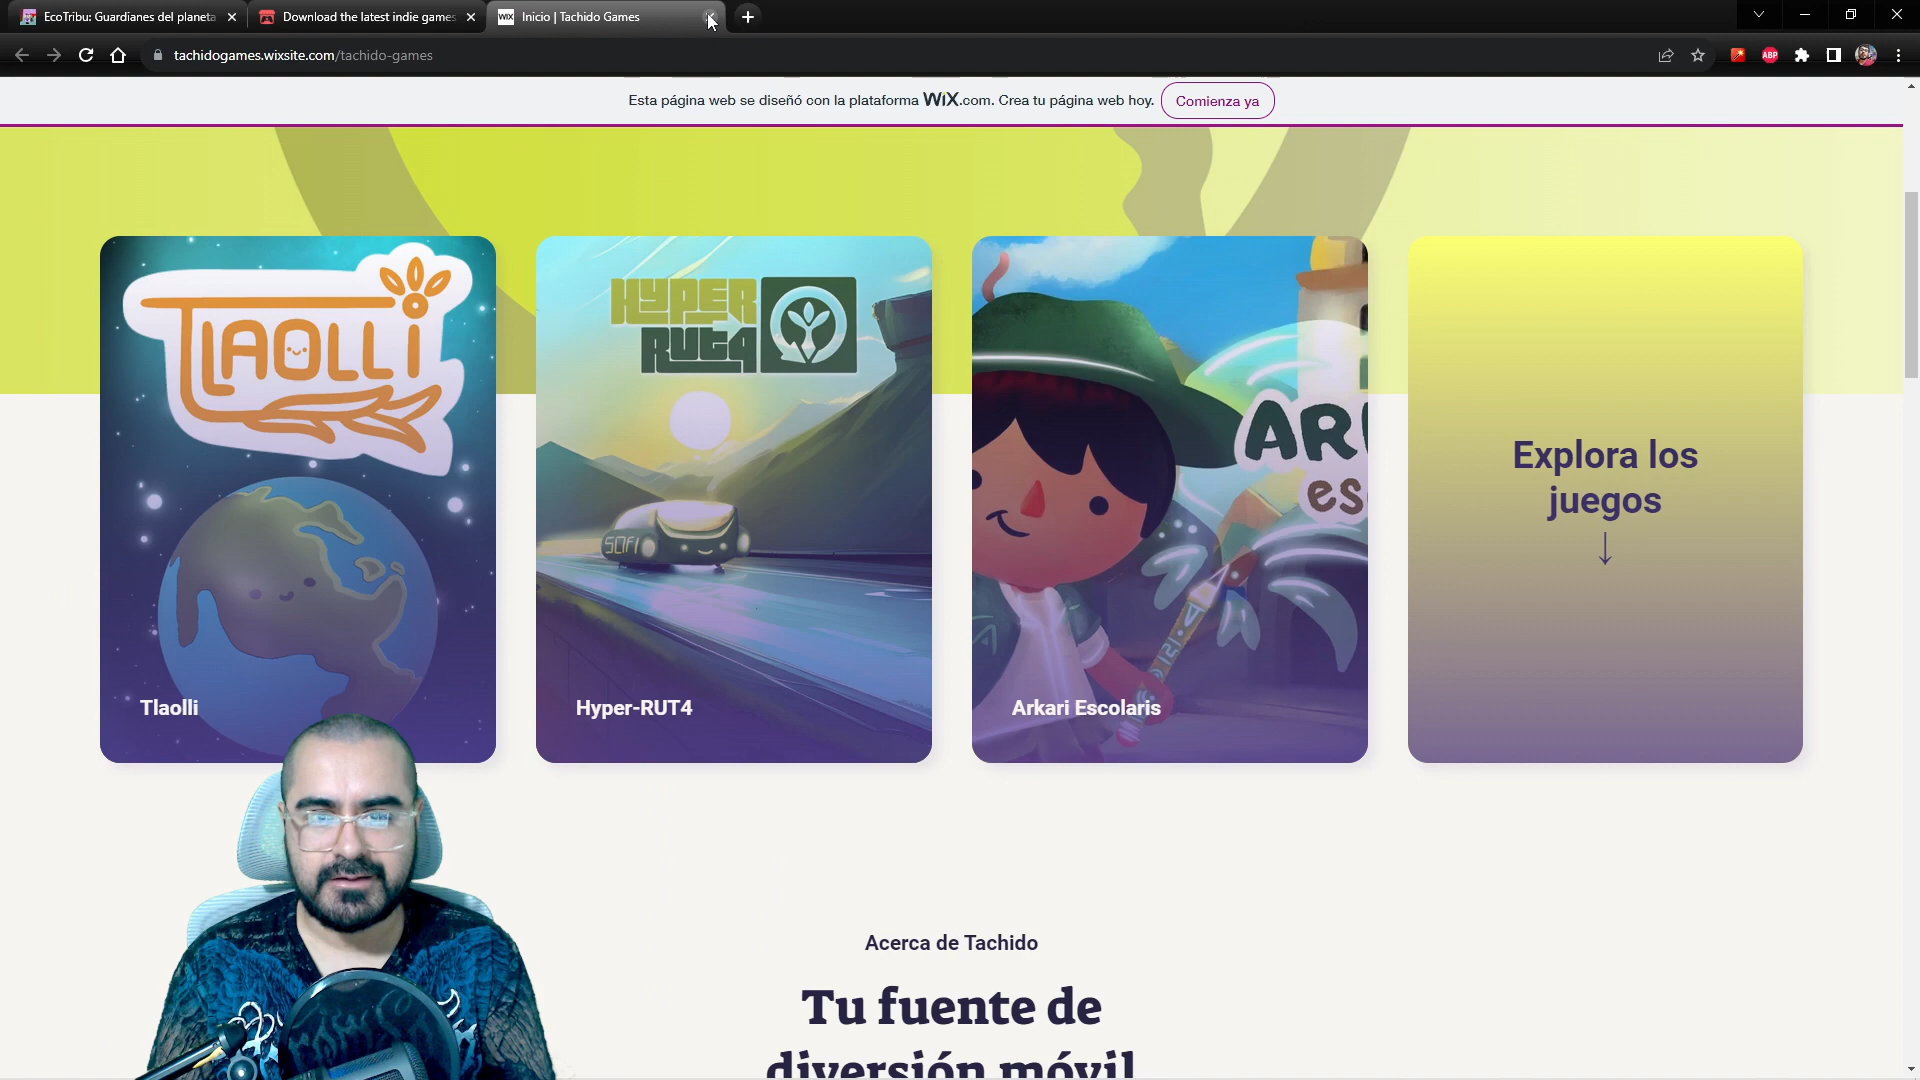 EcoTribu: Guardianes del planeta
Download the latest indie games
WiX
Inicio | Tachido Games
tachidogames.wixsite.com/tachido-games
ABP
Esta página web se diseñó con la plataforma WiX.com. Crea tu página web hoy.
Comienza ya
TLAOLLI
HYPER
RUT4
SOFI
AR
es
Explora los
juegos
↓
Tlaolli
Hyper-RUT4
Arkari Escolaris
Acerca de Tachido
Tu fuente de
diversión móvil